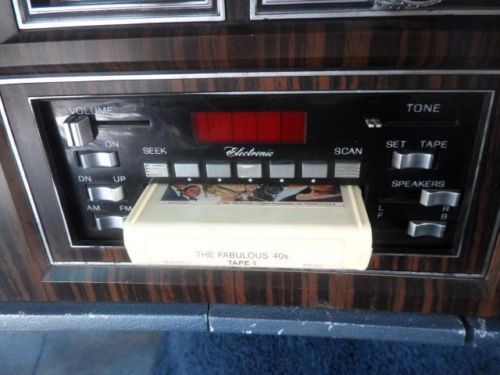 VOLUME
TONE
ON
SEEK
Electronic
SCAN
SET TAPE
DN UP
SPEAKERS
AM FM
L R
F B
THE FABULOUS '40s
TAPE 1